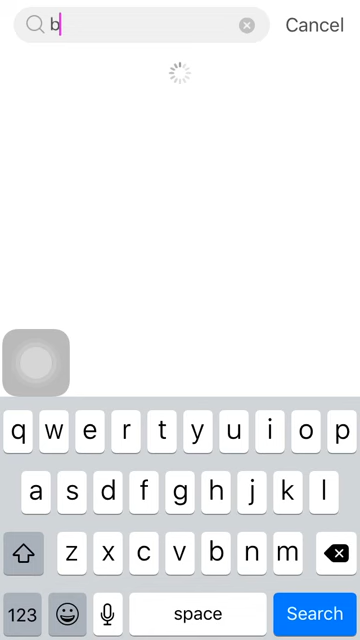 b
Cancel
q w e r t y u i o p
a s d f g h j k l
z x c v b n m
123 space Search